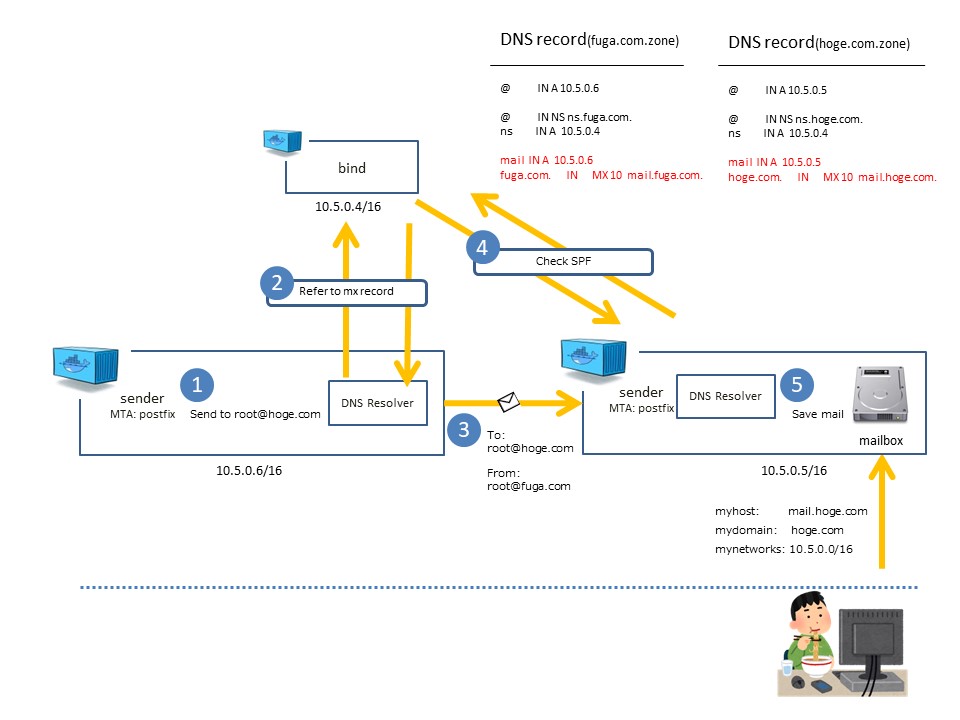 DNS record(fuga.com.zone)
@ IN A 10.5.0.6
@ IN NS ns.fuga.com.
ns IN A 10.5.0.4
mail IN A 10.5.0.6
fuga.com. IN MX 10 mail.fuga.com.
DNS record(hoge.com.zone)
@ IN A 10.5.0.5
@ IN NS ns.hoge.com.
ns IN A 10.5.0.4
mail IN A 10.5.0.5
hoge.com. IN MX 10 mail.hoge.com.
bind
10.5.0.4/16
4
Check SPF
2
Refer to mx record
1
sender
MTA: postfix
Send to root@hoge.com
DNS Resolver
10.5.0.6/16
3
To:
root@hoge.com
From:
root@fuga.com
sender
MTA: postfix
DNS Resolver
5
Save mail
mailbox
10.5.0.5/16
myhost: mail.hoge.com
mydomain: hoge.com
mynetworks: 10.5.0.0/16